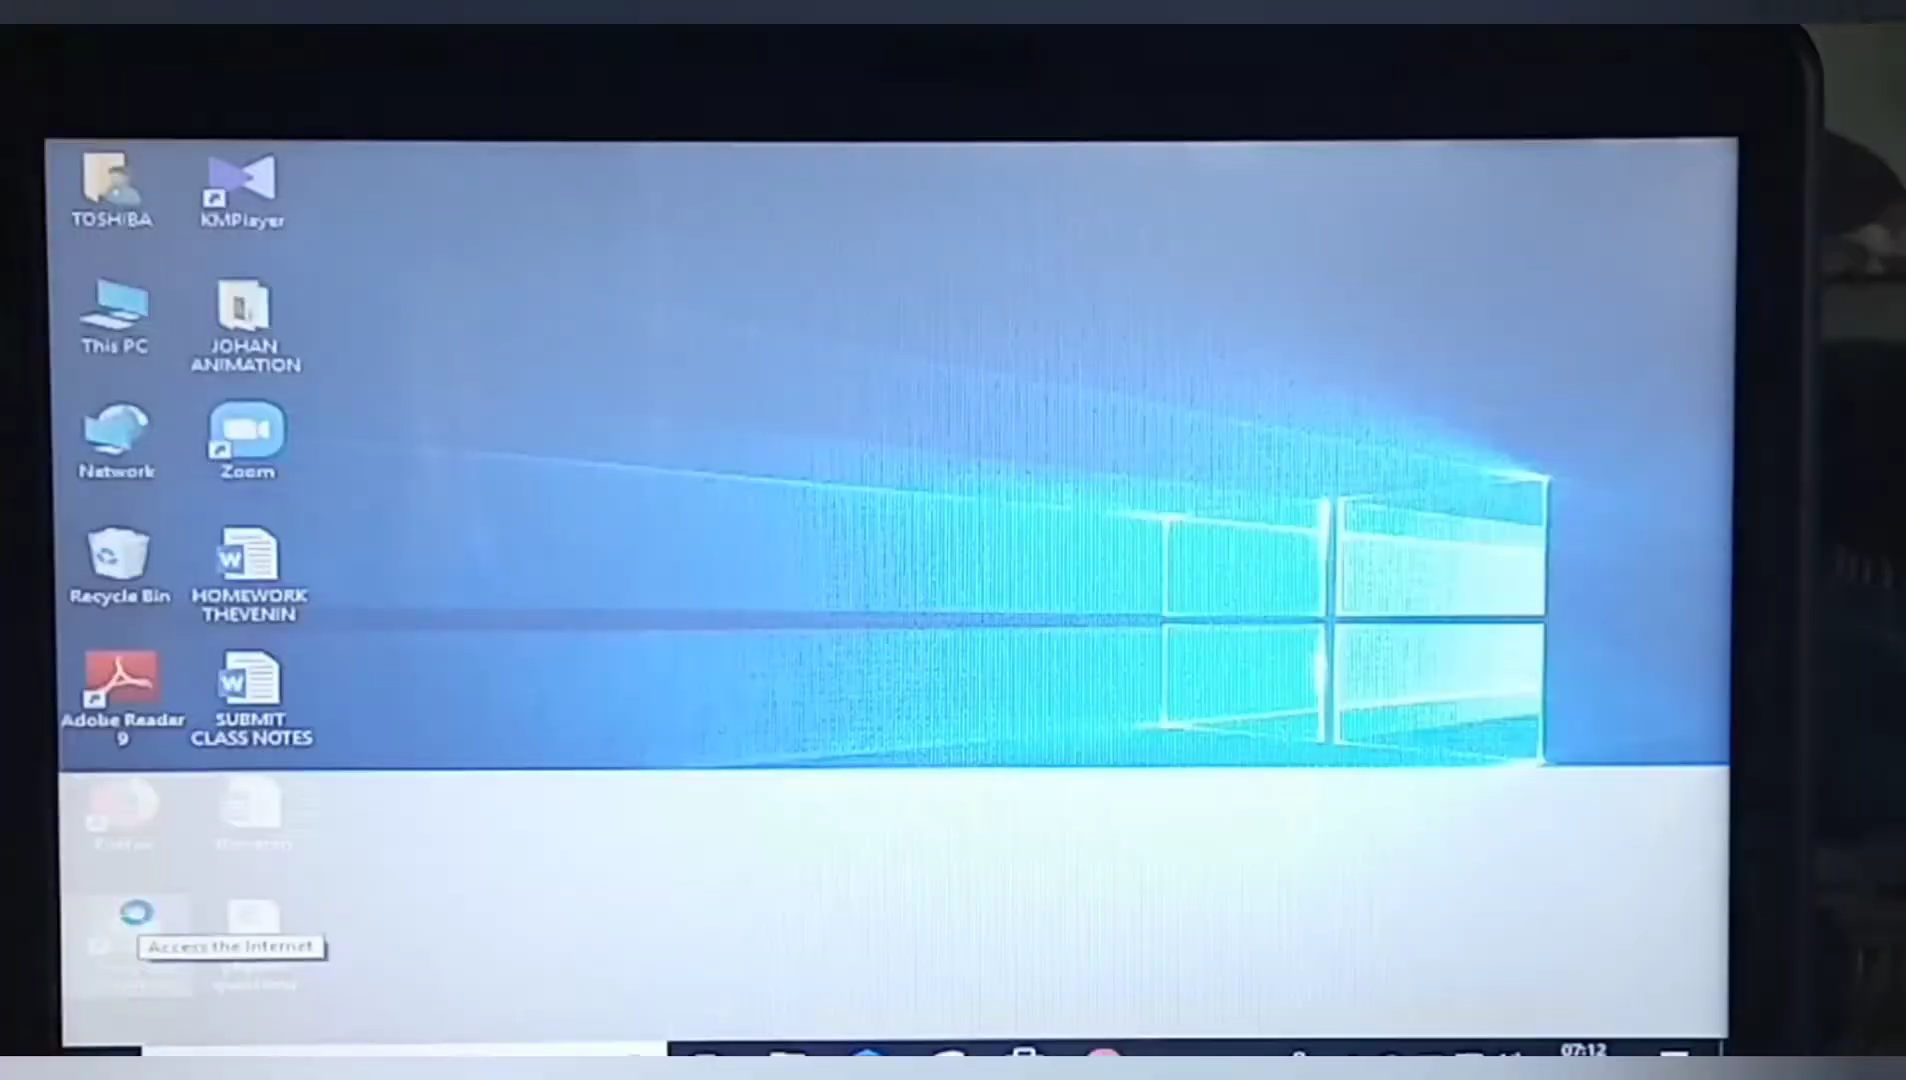 TOSHIBA
KMPlayer
This PC
JOHAN
ANIMATION
Network
Zoom
Recycle Bin
HOMEWORK
THEVENIN
Adobe Reader
9
SUBMIT
CLASS NOTES
Access the Internet
questions
07:12